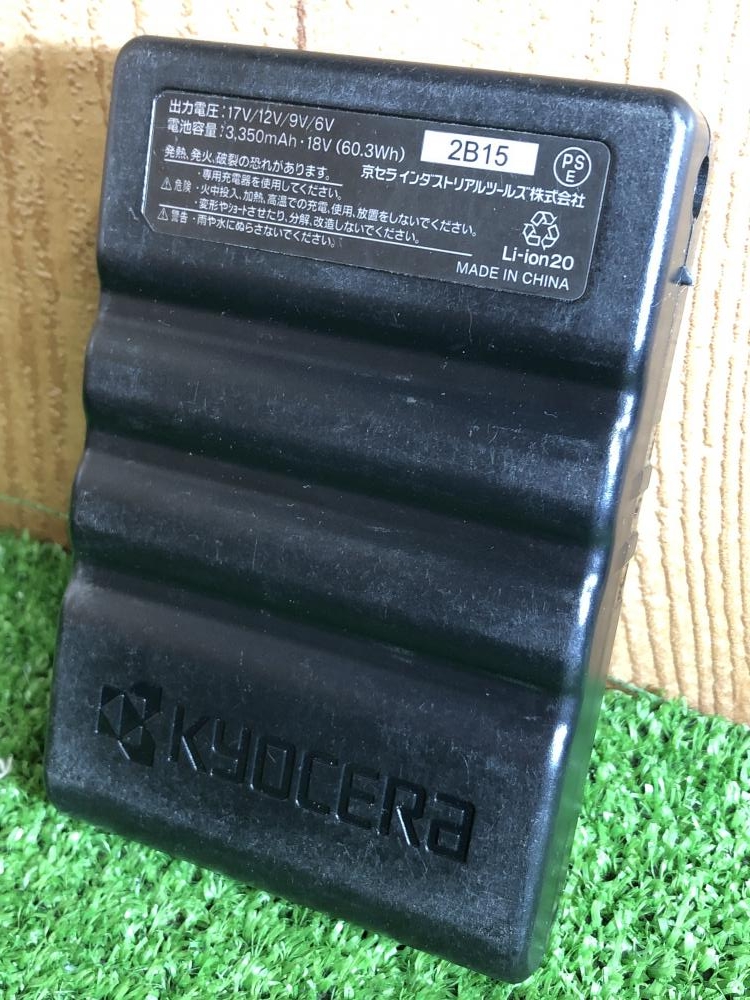 出力電圧:17V/12V/9V/6V
電池容量:3,350mAh・18V (60.3Wh)
2B15
PS
E
発熱、発火、破裂の恐れがあります。
京セラインダストリアルツールズ株式会社
⚠危険
・専用充電器を使用してください。
・火中投入、加熱、高温での充電、使用、放置をしないでください。
・変形やショートさせたり、分解、改造しないでください。
⚠警告・雨や水にぬらさないでください。
Li-ion20
MADE IN CHINA
KYOCERA